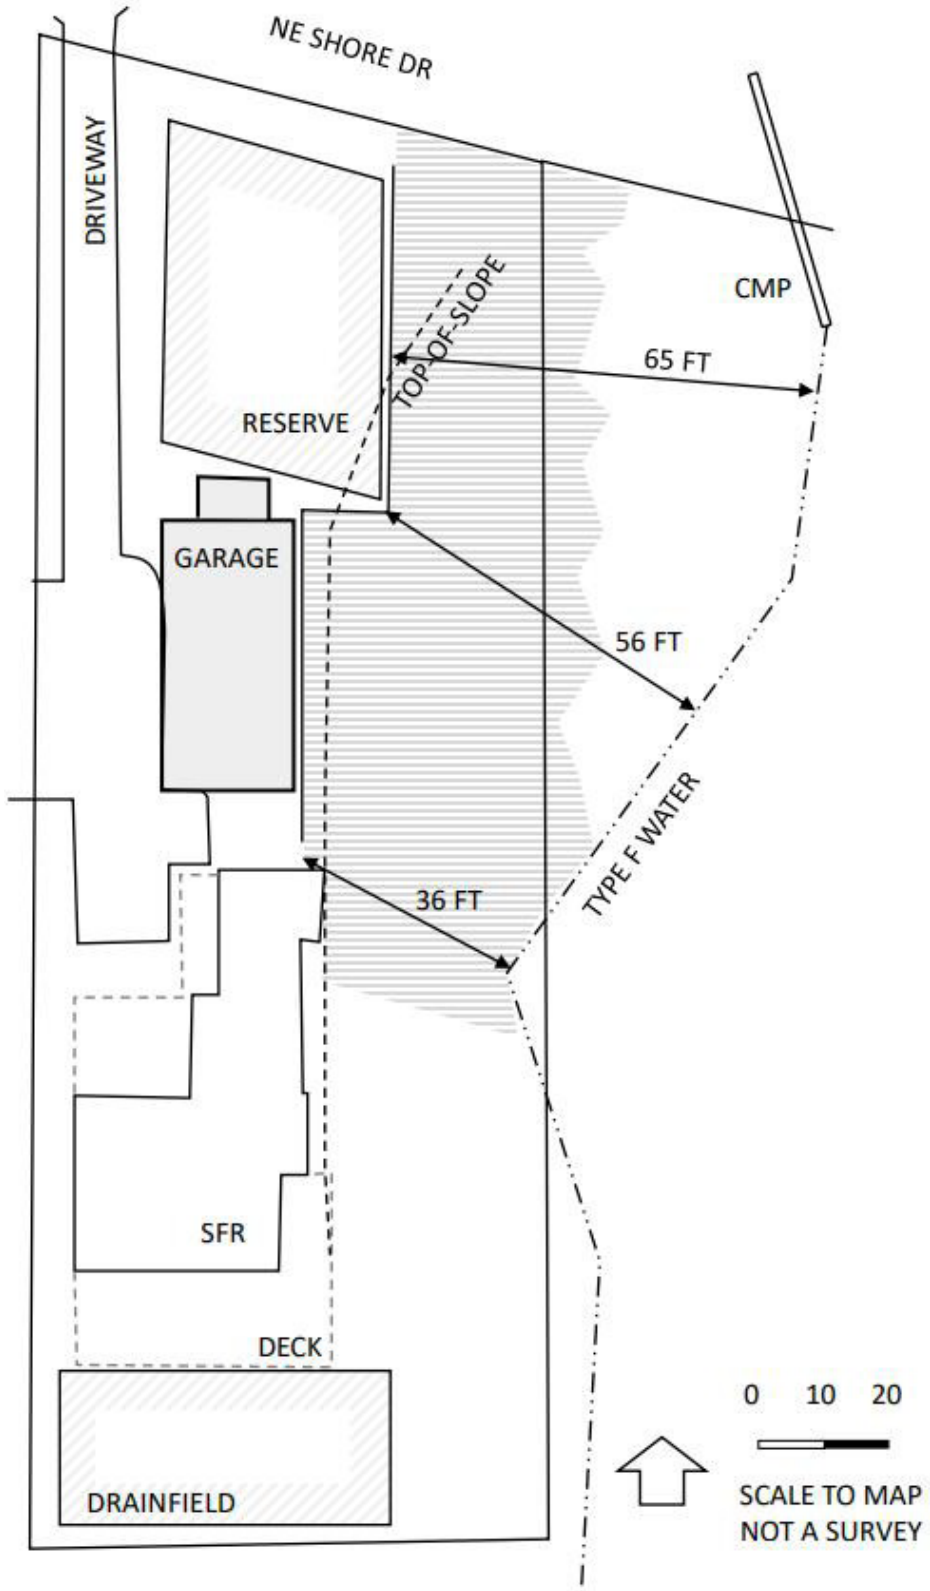 NE SHORE DR
DRIVEWAY
CMP
TOP-OF-SLOPE
65 FT
RESERVE
GARAGE
56 FT
TYPE F WATER
36 FT
SFR
DECK
0 10 20
SCALE TO MAP
NOT A SURVEY
DRAINFIELD